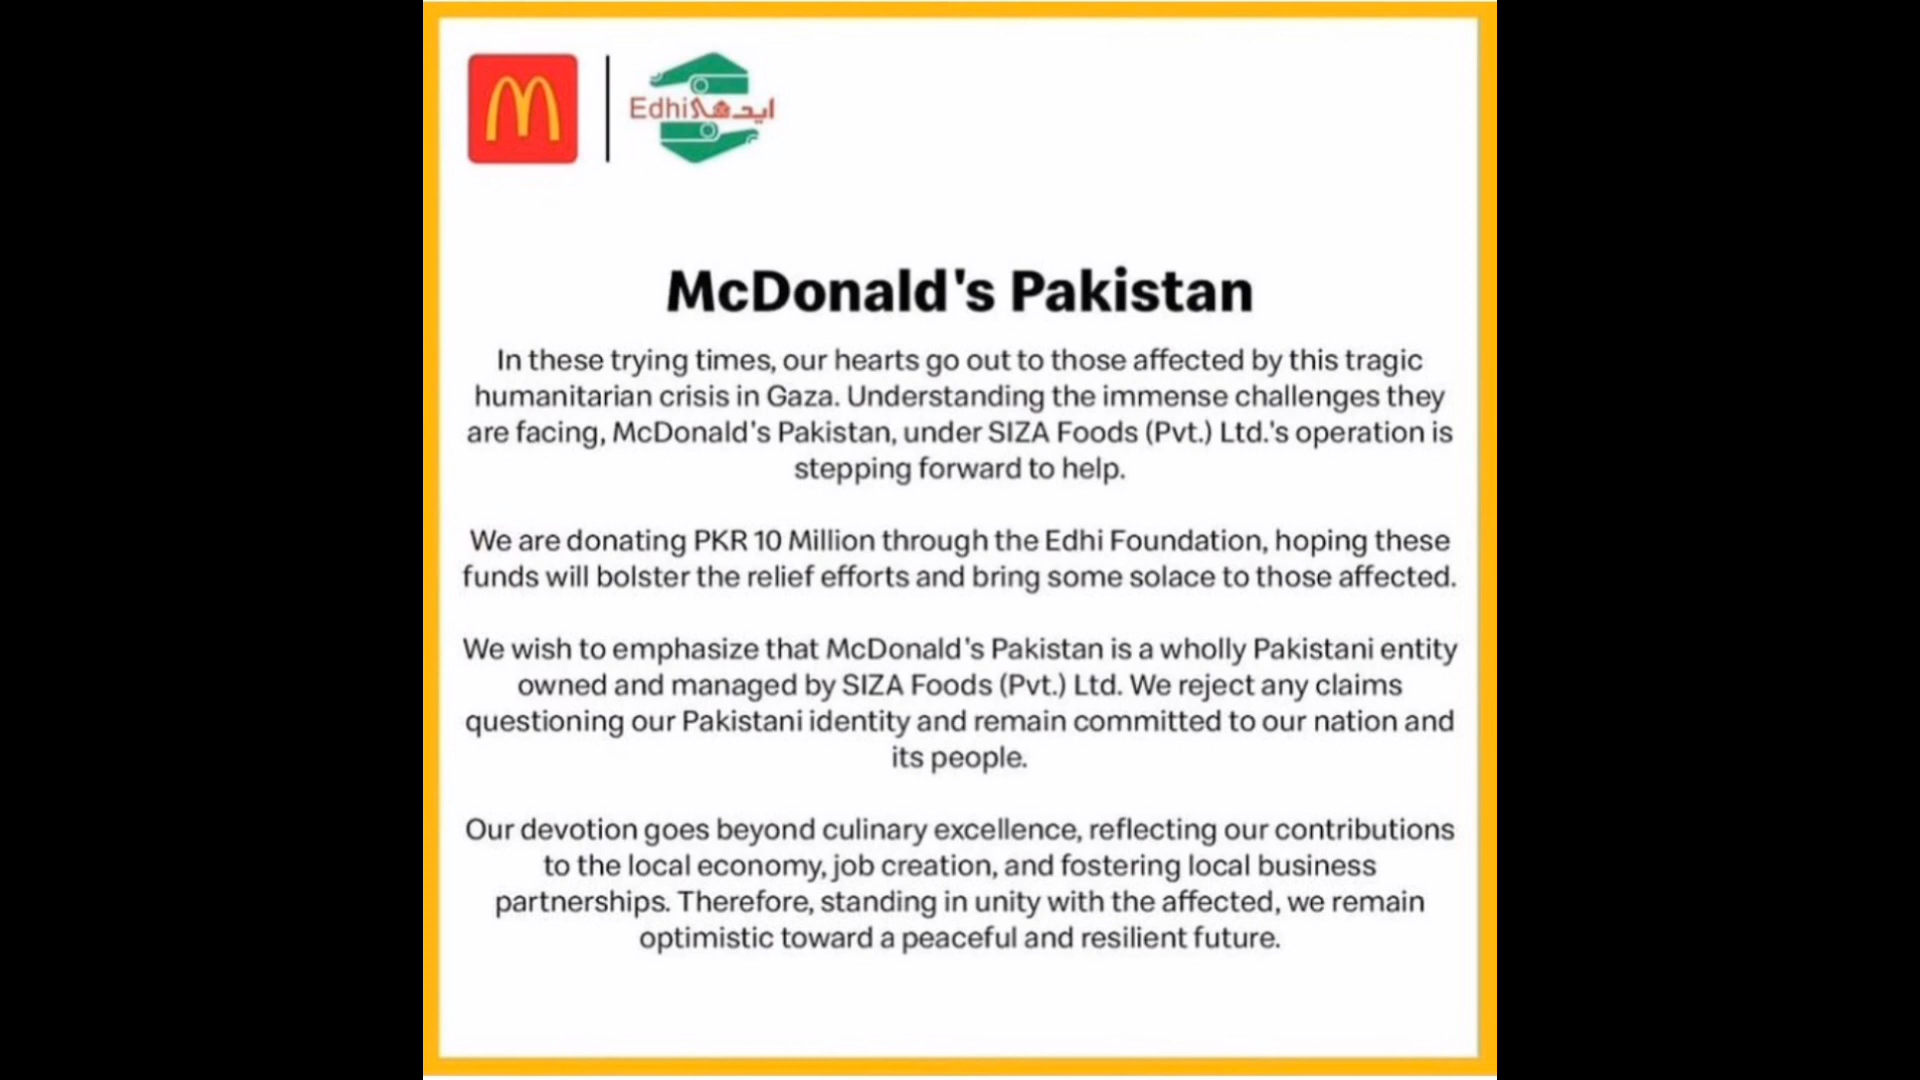 Edhi ایدھی
McDonald's Pakistan
In these trying times, our hearts go out to those affected by this tragic
humanitarian crisis in Gaza. Understanding the immense challenges they
are facing, McDonald's Pakistan, under SIZA Foods (Pvt.) Ltd.'s operation is
stepping forward to help.
We are donating PKR 10 Million through the Edhi Foundation, hoping these
funds will bolster the relief efforts and bring some solace to those affected.
We wish to emphasize that McDonald's Pakistan is a wholly Pakistani entity
owned and managed by SIZA Foods (Pvt.) Ltd. We reject any claims
questioning our Pakistani identity and remain committed to our nation and
its people.
Our devotion goes beyond culinary excellence, reflecting our contributions
to the local economy, job creation, and fostering local business
partnerships. Therefore, standing in unity with the affected, we remain
optimistic toward a peaceful and resilient future.